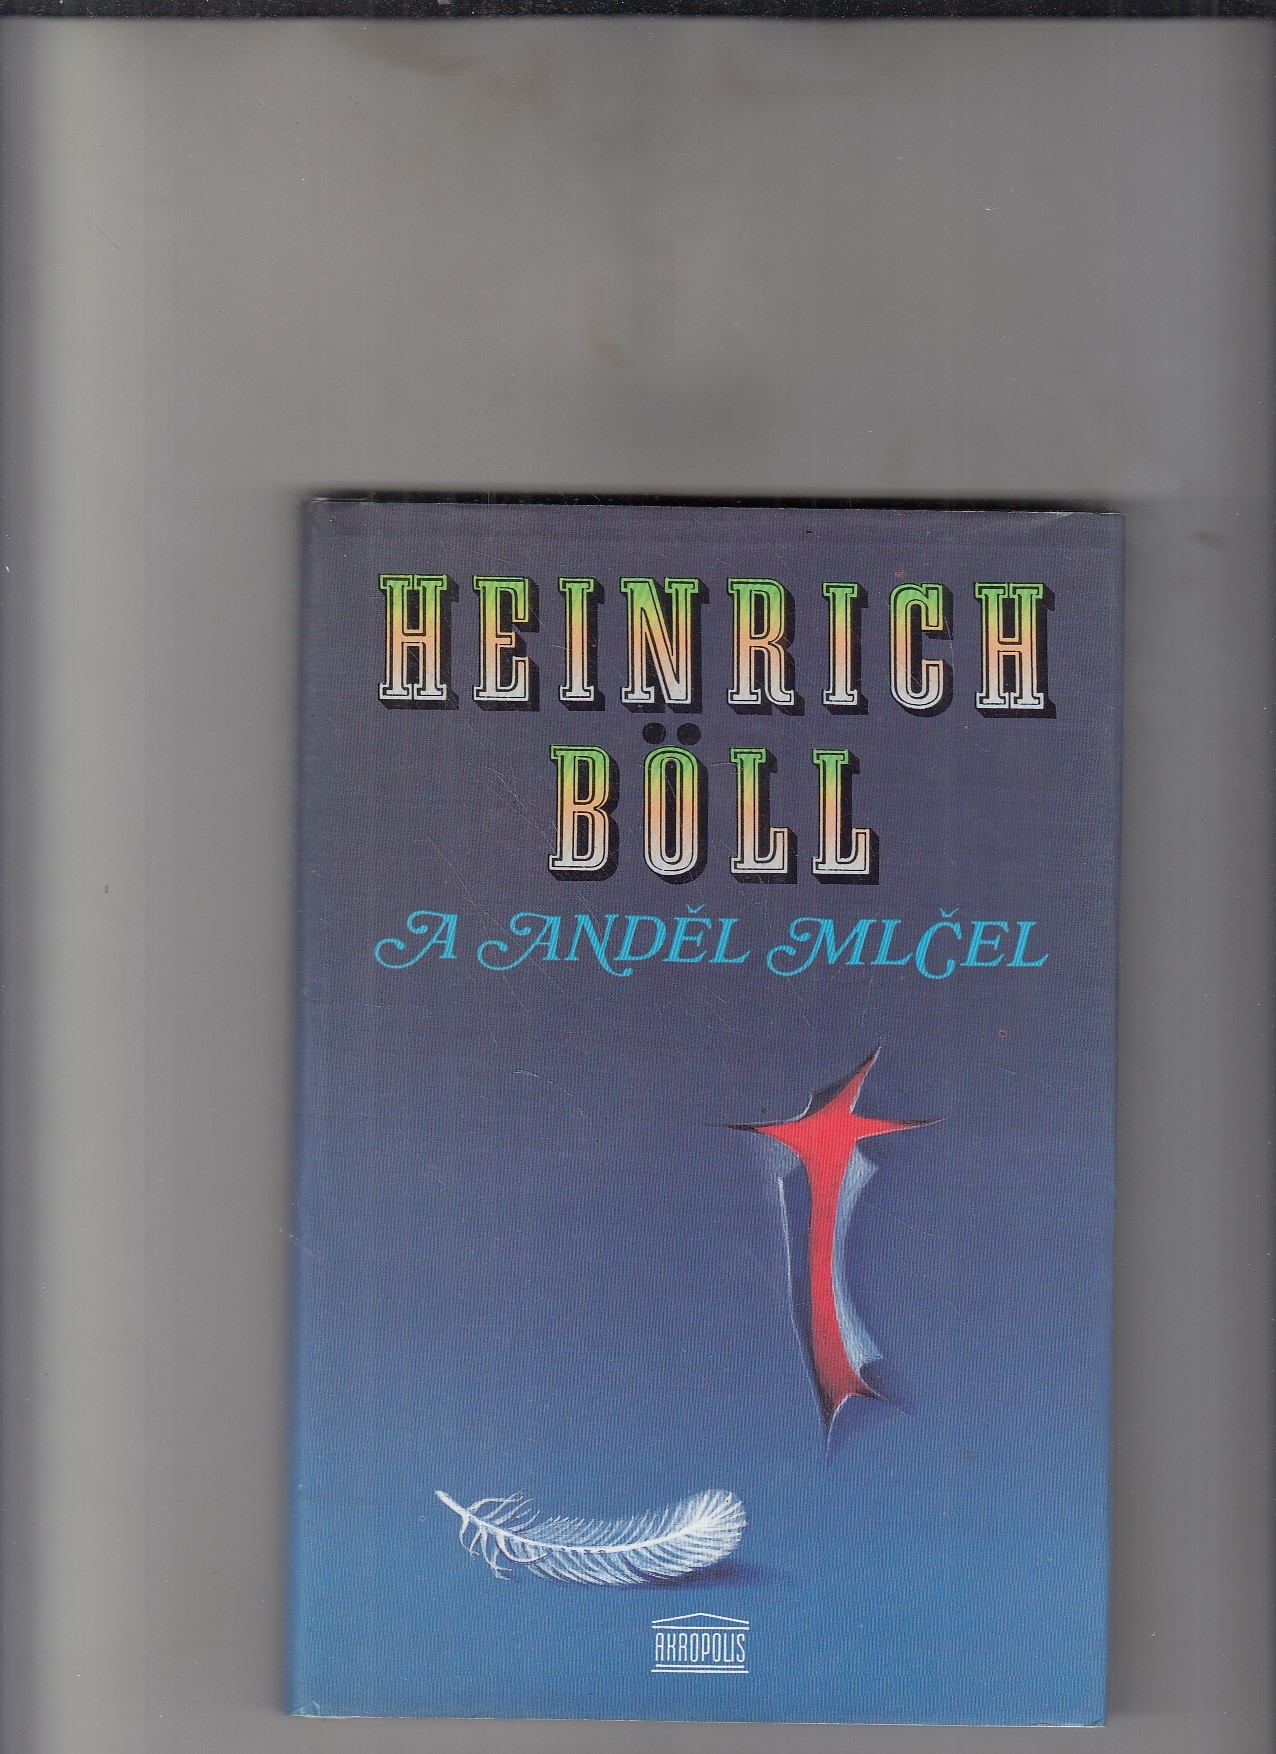 HEINRICH
BÖLL
A ANDĚL MLČEL
AKROPOLIS